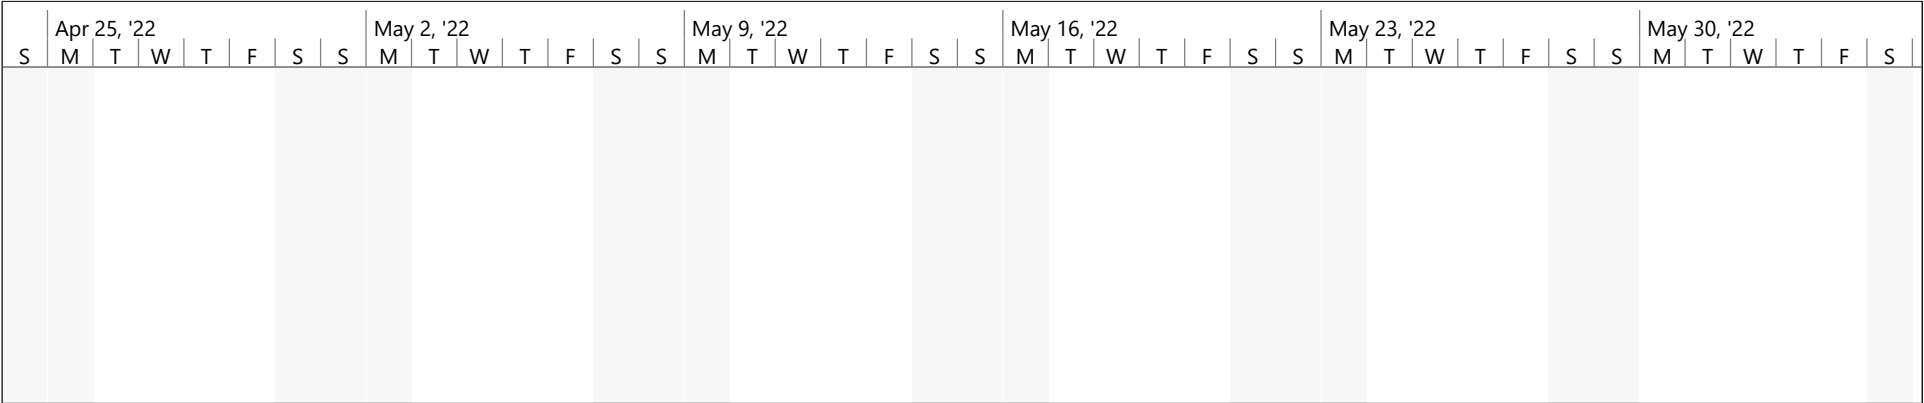 Apr 25, '22 May 2, '22 May 9, '22 May 16, '22 May 23, '22 May 30, '22
S M T W T F S S M T W T F S S M T W T F S S M T W T F S S M T W T F S S M T W T F S